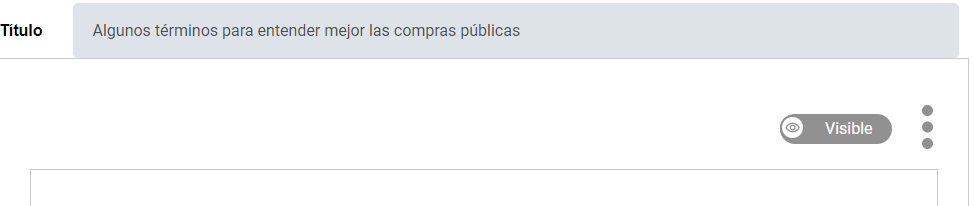 Título
Algunos términos para entender mejor las compras públicas
Visible